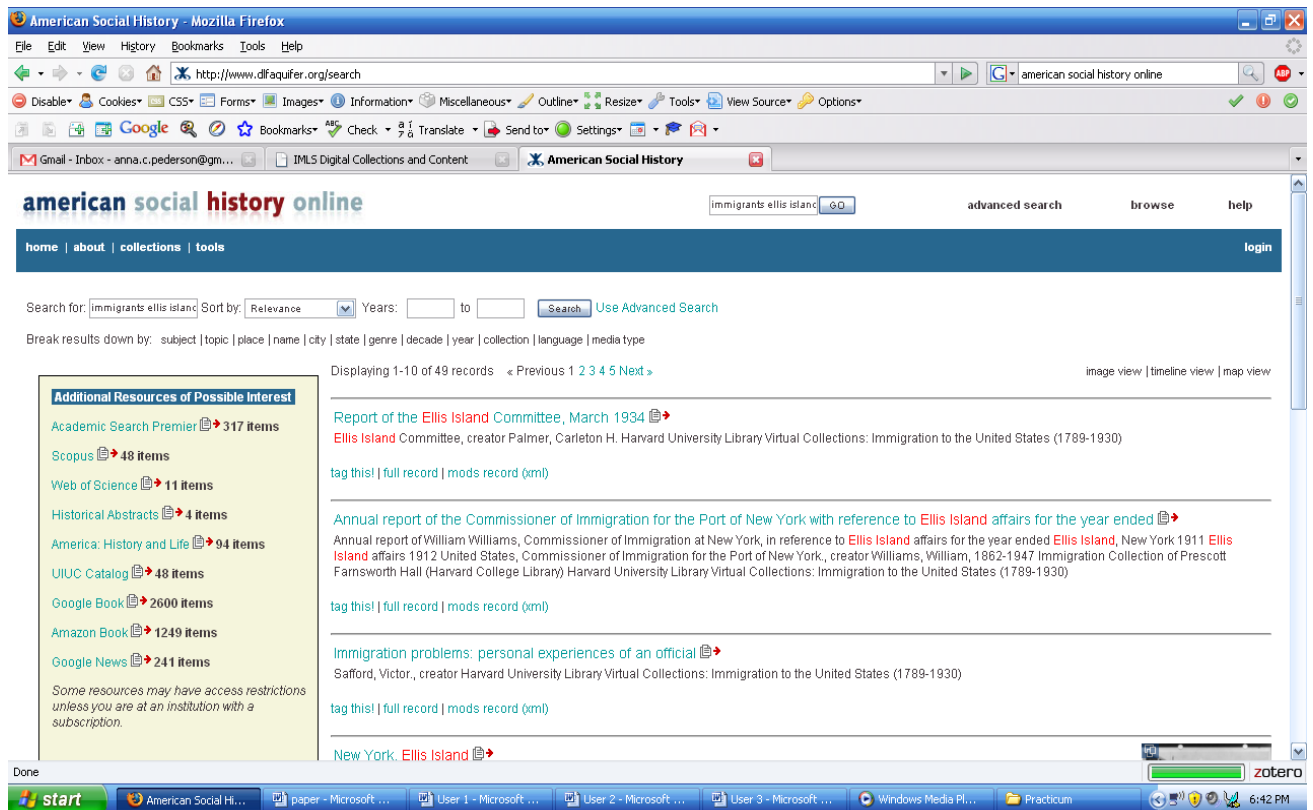 American Social History - Mozilla Firefox
File Edit View History Bookmarks Tools Help
http://www.dlfaquifer.org/search american social history online ABP
Disable Cookies CSS Forms Images Information Miscellaneous Outline Resize Tools View Source Options
Google Bookmarks Check Translate Send to Settings
Gmail - Inbox - anna.c.pederson@gm... IMLS Digital Collections and Content American Social History
american social history online immigrants ellis islanc GO advanced search browse help
home | about | collections | tools login
Search for: immigrants ellis islanc Sort by: Relevance Years: to Search Use Advanced Search
Break results down by: subject | topic | place | name | city | state | genre | decade | year | collection | language | media type
Displaying 1-10 of 49 records « Previous 1 2 3 4 5 Next » image view | timeline view | map view
Additional Resources of Possible Interest
Academic Search Premier 317 items
Scopus 48 items
Web of Science 11 items
Historical Abstracts 4 items
America: History and Life 94 items
UIUC Catalog 48 items
Google Book 2600 items
Amazon Book 1249 items
Google News 241 items
Some resources may have access restrictions
unless you are at an institution with a
subscription.
Report of the Ellis Island Committee, March 1934
Ellis Island Committee, creator Palmer, Carleton H. Harvard University Library Virtual Collections: Immigration to the United States (1789-1930)
tag this! | full record | mods record (xml)
Annual report of the Commissioner of Immigration for the Port of New York with reference to Ellis Island affairs for the year ended
Annual report of William Williams, Commissioner of Immigration at New York, in reference to Ellis Island affairs for the year ended Ellis Island, New York 1911 Ellis
Island affairs 1912 United States, Commissioner of Immigration for the Port of New York., creator Williams, William, 1862-1947 Immigration Collection of Prescott
Farnsworth Hall (Harvard College Library) Harvard University Library Virtual Collections: Immigration to the United States (1789-1930)
tag this! | full record | mods record (xml)
Immigration problems: personal experiences of an official
Safford, Victor., creator Harvard University Library Virtual Collections: Immigration to the United States (1789-1930)
tag this! | full record | mods record (xml)
New York. Ellis Island
Done zotero
start American Social Hi... paper - Microsoft ... User 1 - Microsoft ... User 2 - Microsoft ... User 3 - Microsoft ... Windows Media Pl... Practicum 6:42 PM